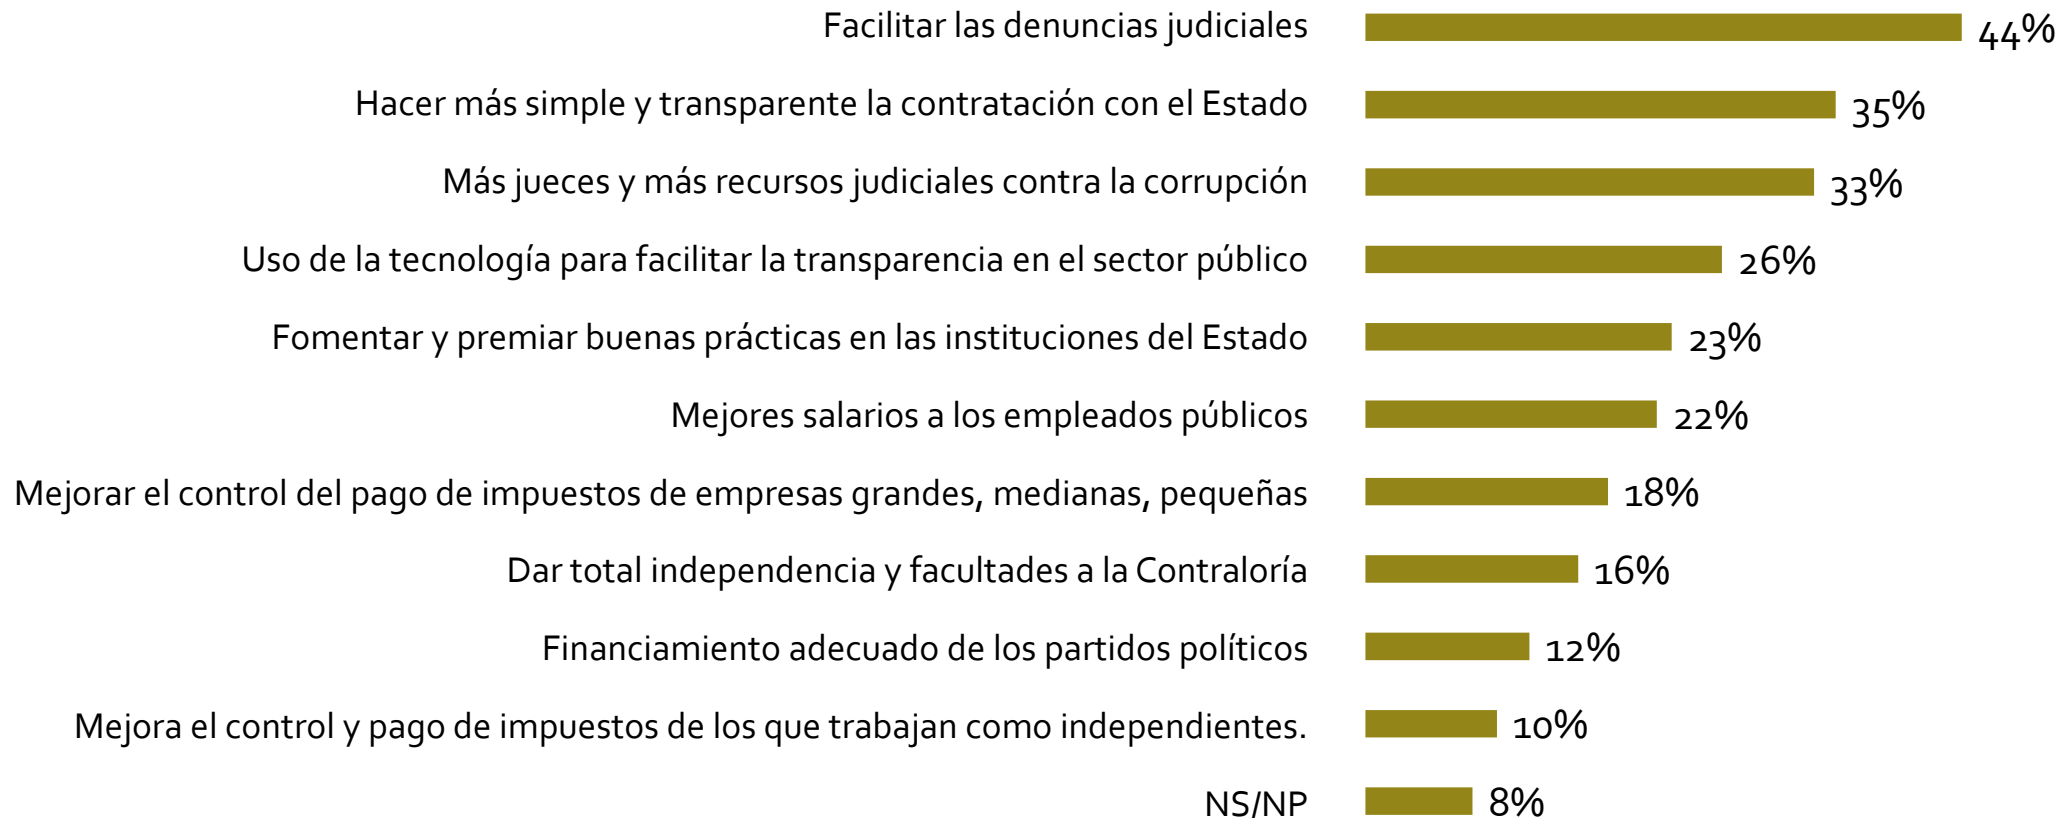 Facilitar las denuncias judiciales 44%
Hacer más simple y transparente la contratación con el Estado 35%
Más jueces y más recursos judiciales contra la corrupción 33%
Uso de la tecnología para facilitar la transparencia en el sector público 26%
Fomentar y premiar buenas prácticas en las instituciones del Estado 23%
Mejores salarios a los empleados públicos 22%
Mejorar el control del pago de impuestos de empresas grandes, medianas, pequeñas 18%
Dar total independencia y facultades a la Contraloría 16%
Financiamiento adecuado de los partidos políticos 12%
Mejora el control y pago de impuestos de los que trabajan como independientes. 10%
NS/NP 8%